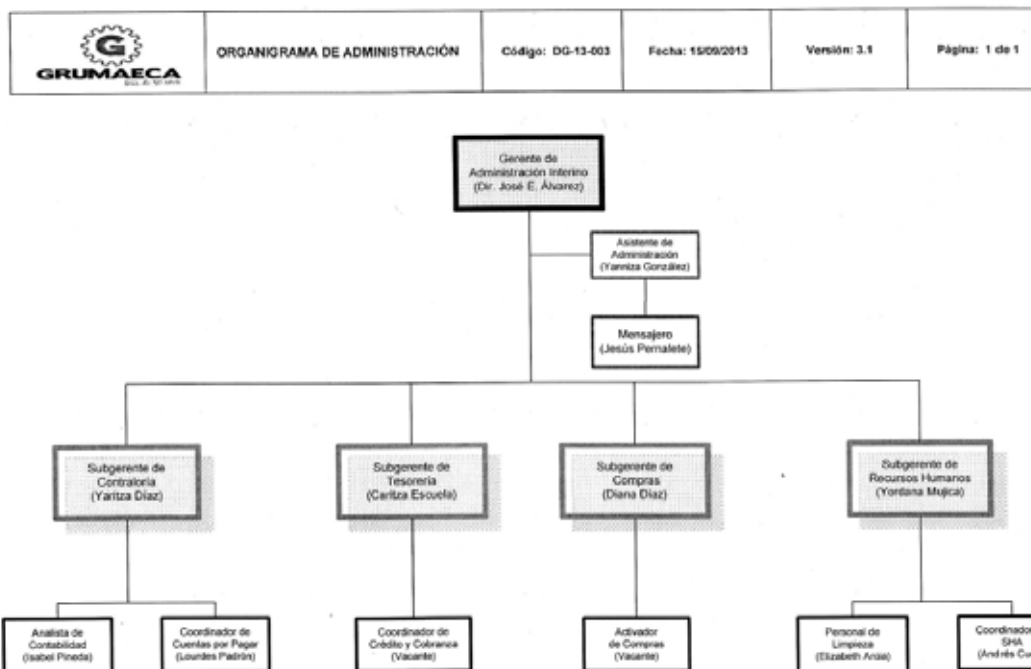 G
GRUMAECA
ORGANIGRAMA DE ADMINISTRACIÓN
Código: DG-13-003
Fecha: 15/09/2013
Versión: 3.1
Página: 1 de 1
Gerente de
Administración Interino
(Dir. José E. Álvarez)
Asistente de
Administración
(Yanniza González)
Mensajero
(Jesús Pernalete)
Subgerente de
Contraloría
(Yaritza Díaz)
Subgerente de
Tesorería
(Caritza Escuela)
Subgerente de
Compras
(Diana Díaz)
Subgerente de
Recursos Humanos
(Yordana Mujica)
Analista de
Contabilidad
(Isabel Pineda)
Coordinador de
Cuentas por Pagar
(Lourdes Padrón)
Coordinador de
Crédito y Cobranza
(Vacante)
Activador
de Compras
(Vacante)
Personal de
Limpieza
(Elizabeth
Coordinador
SHA
(Andrés